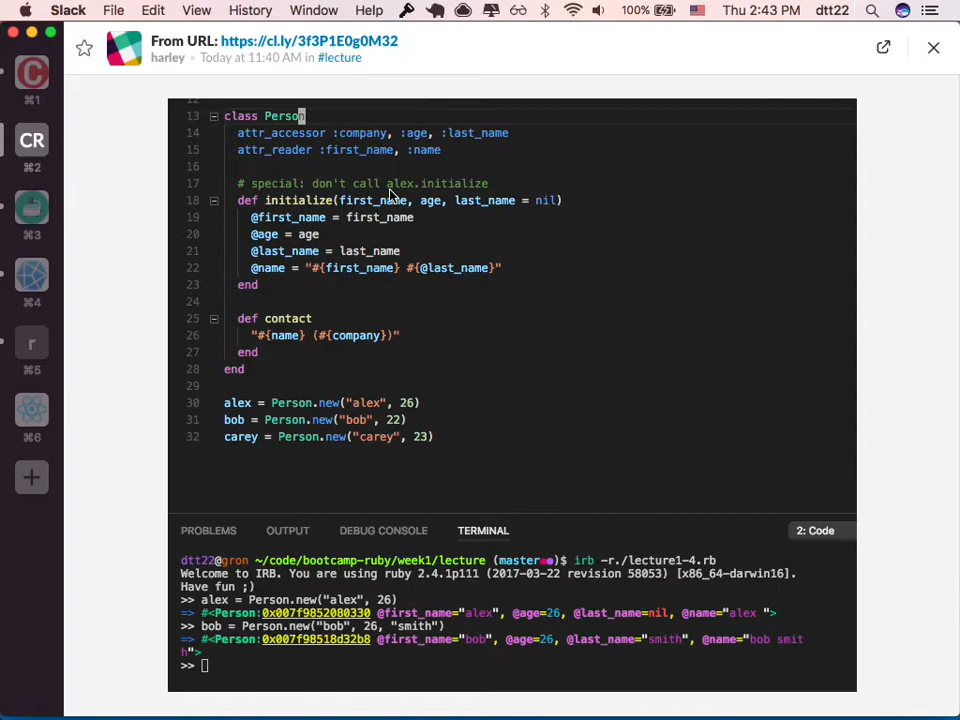 Slack File Edit View History Window Help 100% Thu 2:43 PM dtt22
From URL: https://cl.ly/3f3P1E0g0M32
harley Today at 11:40 AM in #lecture
⌘1
CR
⌘2
⌘3
⌘4
r
⌘5
⌘6
12
13 class Person
14 attr_accessor :company, :age, :last_name
15 attr_reader :first_name, :name
16
17 # special: don't call alex.initialize
18 def initialize(first_name, age, last_name = nil)
19 @first_name = first_name
20 @age = age
21 @last_name = last_name
22 @name = "#{first_name} #{@last_name}"
23 end
24
25 def contact
26 "#{name} (#{company})"
27 end
28 end
29
30 alex = Person.new("alex", 26)
31 bob = Person.new("bob", 22)
32 carey = Person.new("carey", 23)
PROBLEMS OUTPUT DEBUG CONSOLE TERMINAL 2: Code
dtt22@gron ~/code/bootcamp-ruby/week1/lecture (master●●)$ irb -r./lecture1-4.rb
Welcome to IRB. You are using ruby 2.4.1p111 (2017-03-22 revision 58053) [x86_64-darwin16].
Have fun ;)
>> alex = Person.new("alex", 26)
=> #<Person:0x007f9852080330 @first_name="alex", @age=26, @last_name=nil, @name="alex ">
>> bob = Person.new("bob", 26, "smith")
=> #<Person:0x007f98518d32b8 @first_name="bob", @age=26, @last_name="smith", @name="bob smit
h">
>>